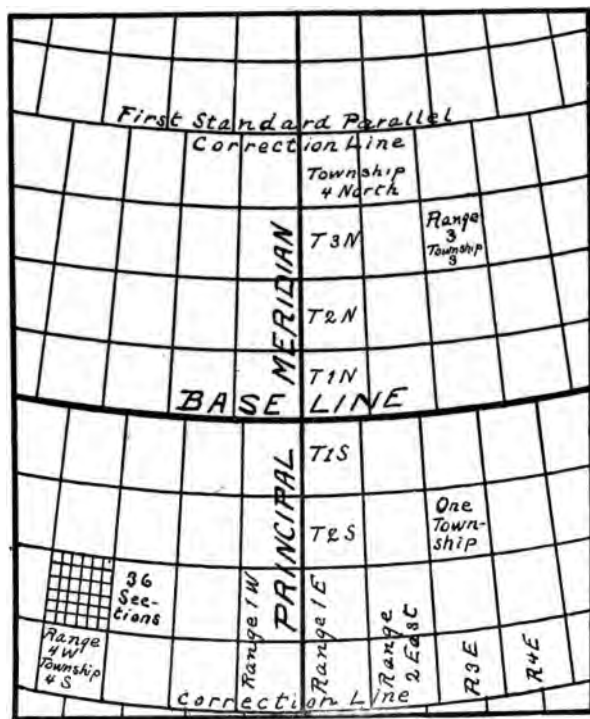 First Standard Parallel
Correction Line
Township
4 North
Range
3
Township
3
T3N
MERIDIAN
T2N
T1N
BASE LINE
T1S
PRINCIPAL
One
Town-
ship
T2S
36
Sec-
tions
Range
4W
Township
4 S
Range 1 W
Range 1 E
Range
2 East
R3E
R4E
Correction Line